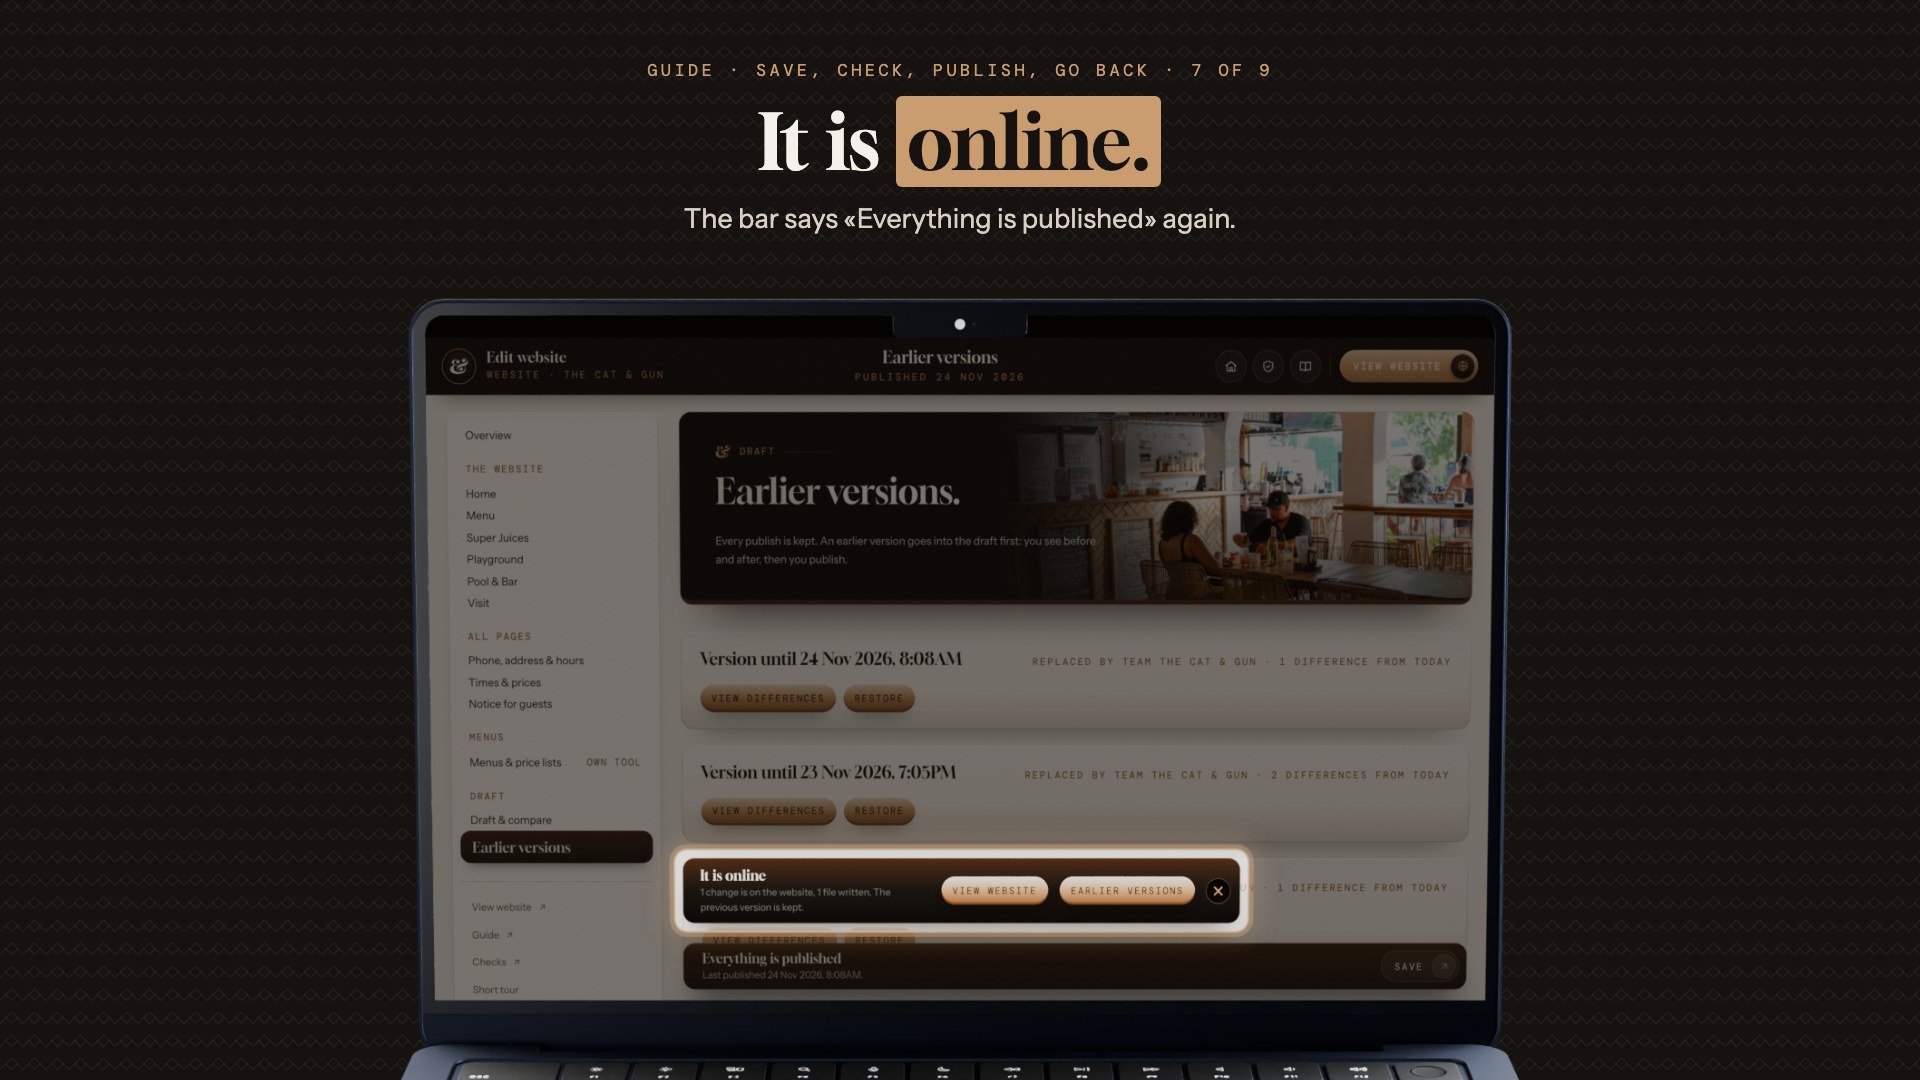 GUIDE · SAVE, CHECK, PUBLISH, GO BACK · 7 OF 9
It is online.
The bar says «Everything is published» again.
&
Edit website
WEBSITE · THE CAT & GUN
Earlier versions
PUBLISHED 24 NOV 2026
VIEW WEBSITE
Overview
THE WEBSITE
Home
Menu
Super Juices
Playground
Pool & Bar
Visit
ALL PAGES
Phone, address & hours
Times & prices
Notice for guests
MENUS
Menus & price lists OWN TOOL
DRAFT
Draft & compare
Earlier versions
View website ↗
Guide ↗
Checks ↗
Short tour
& DRAFT
Earlier versions.
Every publish is kept. An earlier version goes into the draft first: you see before
and after, then you publish.
Version until 24 Nov 2026, 8:08AM
REPLACED BY TEAM THE CAT & GUN · 1 DIFFERENCE FROM TODAY
VIEW DIFFERENCES RESTORE
Version until 23 Nov 2026, 7:05PM
REPLACED BY TEAM THE CAT & GUN · 2 DIFFERENCES FROM TODAY
VIEW DIFFERENCES RESTORE
· 1 DIFFERENCE FROM TODAY
It is online
1 change is on the website, 1 file written. The
previous version is kept.
VIEW WEBSITE EARLIER VERSIONS
VIEW DIFFERENCES RESTORE
Everything is published
Last published 24 Nov 2026, 8:08AM.
SAVE